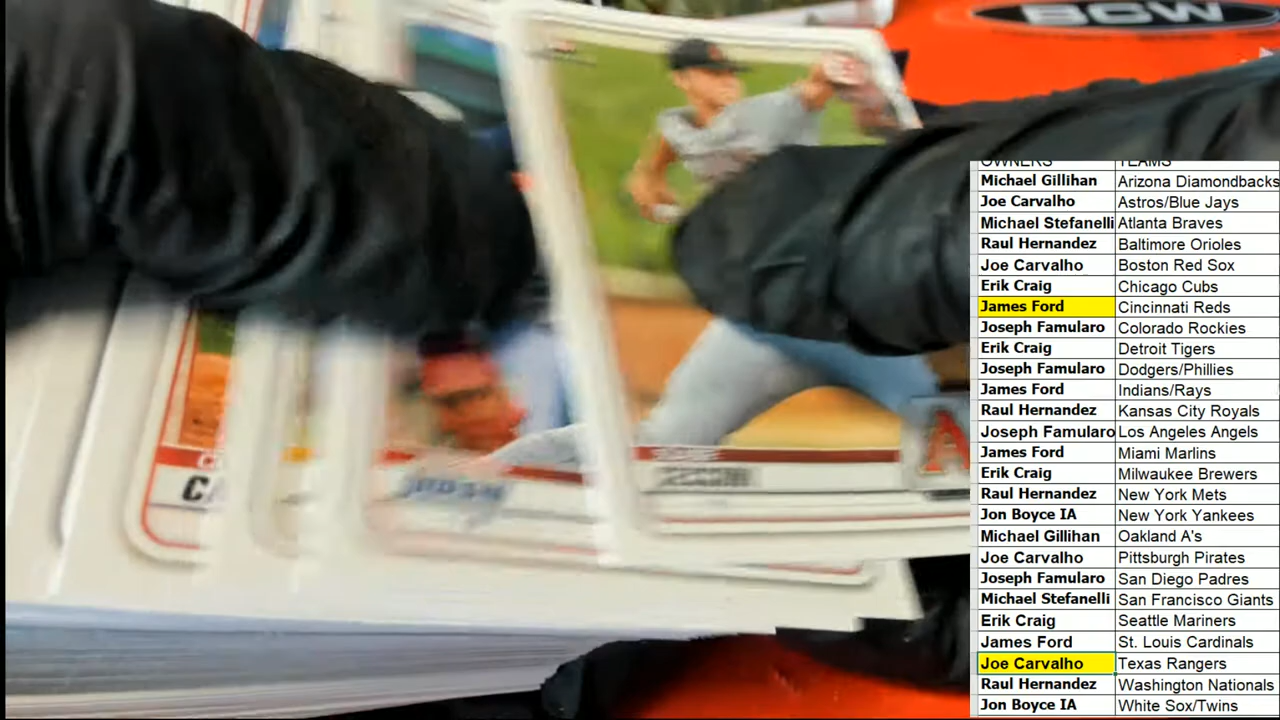 BCW
OWNERS TEAMS
Michael Gillihan Arizona Diamondbacks
Joe Carvalho Astros/Blue Jays
Michael Stefanelli Atlanta Braves
Raul Hernandez Baltimore Orioles
Joe Carvalho Boston Red Sox
Erik Craig Chicago Cubs
James Ford Cincinnati Reds
Joseph Famularo Colorado Rockies
Erik Craig Detroit Tigers
Joseph Famularo Dodgers/Phillies
James Ford Indians/Rays
Raul Hernandez Kansas City Royals
Joseph Famularo Los Angeles Angels
James Ford Miami Marlins
Erik Craig Milwaukee Brewers
Raul Hernandez New York Mets
Jon Boyce IA New York Yankees
Michael Gillihan Oakland A's
Joe Carvalho Pittsburgh Pirates
Joseph Famularo San Diego Padres
Michael Stefanelli San Francisco Giants
Erik Craig Seattle Mariners
James Ford St. Louis Cardinals
Joe Carvalho Texas Rangers
Raul Hernandez Washington Nationals
Jon Boyce IA White Sox/Twins